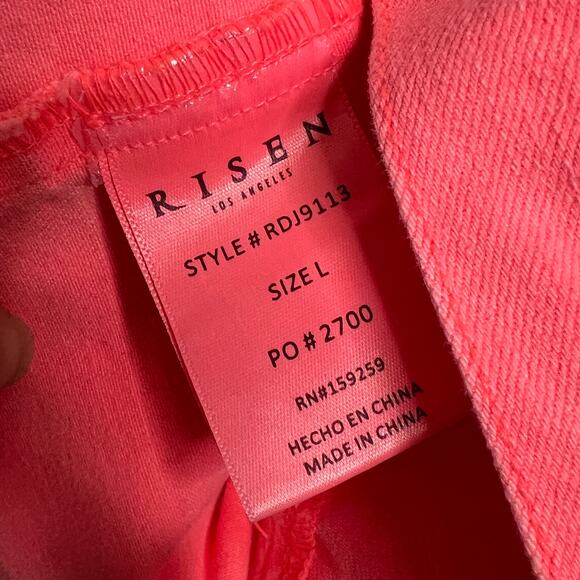 RISEN
LOS ANGELES
STYLE # RDJ9113
SIZE L
PO # 2700
RN#159259
HECHO EN CHINA
MADE IN CHINA